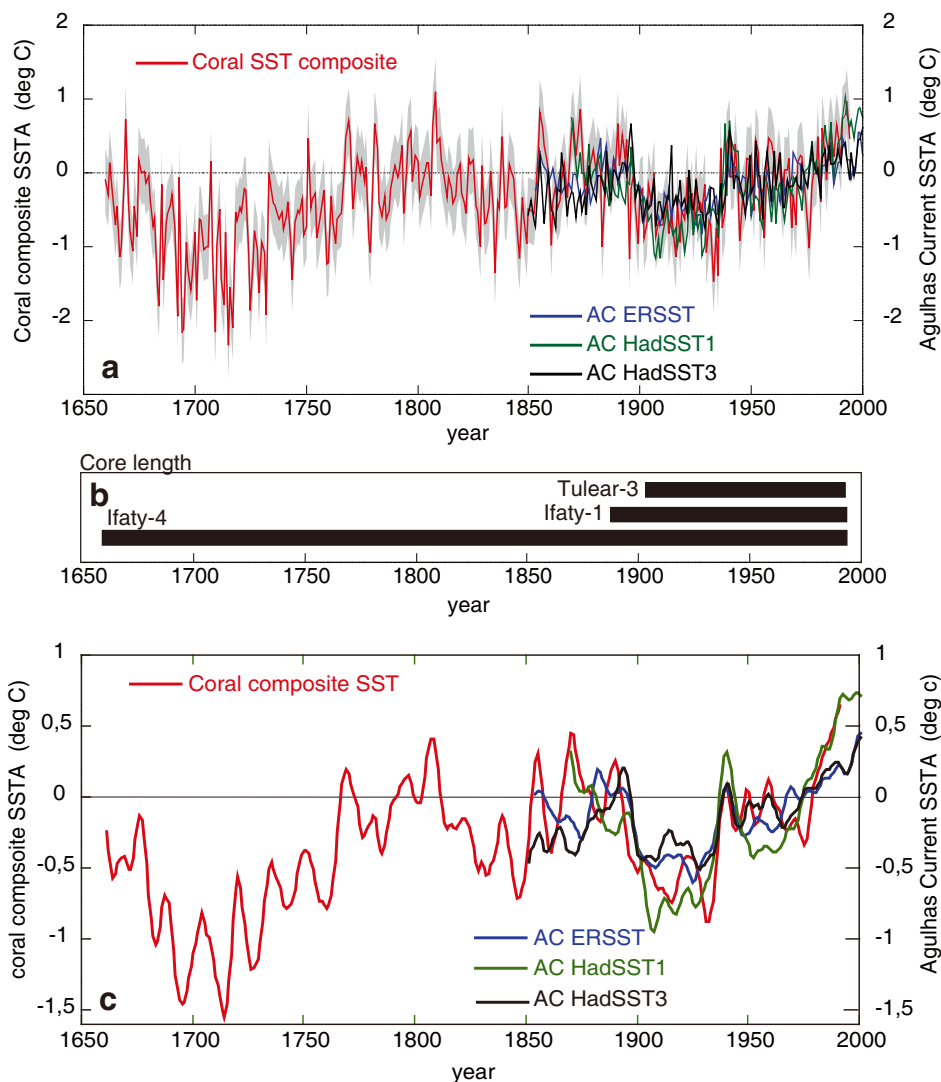 2
1
0
-1
-2
Coral composite SSTA (deg C)
Coral SST composite
AC ERSST
AC HadSST1
AC HadSST3
a
2
1
0
-1
-2
Agulhas Current SSTA (deg C)
1650 1700 1750 1800 1850 1900 1950 2000
year
Core length
b
Tulear-3
Ifaty-1
Ifaty-4
1650 1700 1750 1800 1850 1900 1950 2000
year
1
0,5
0
-0,5
-1
-1,5
coral compsoite SSTA (deg C)
Coral composite SST
AC ERSST
AC HadSST1
AC HadSST3
c
1
0,5
0
-0,5
-1
-1,5
Agulhas Current SSTA (deg c)
1650 1700 1750 1800 1850 1900 1950 2000
year